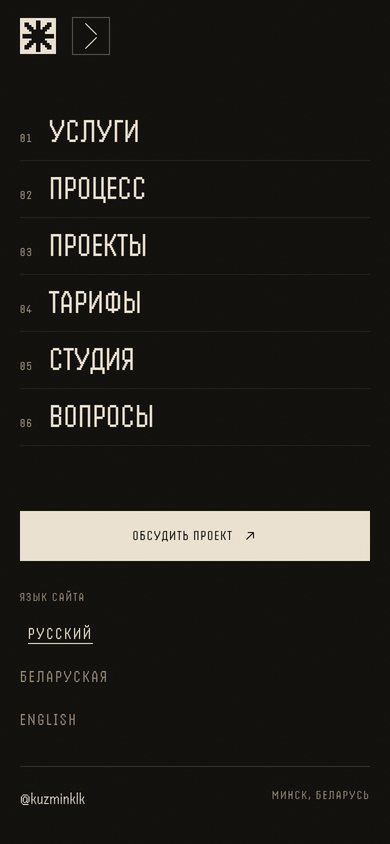 01 УСЛУГИ
02 ПРОЦЕСС
03 ПРОЕКТЫ
04 ТАРИФЫ
05 СТУДИЯ
06 ВОПРОСЫ
ОБСУДИТЬ ПРОЕКТ ↗
ЯЗЫК САЙТА
РУССКИЙ
БЕЛАРУСКАЯ
ENGLISH
@kuzminklk
МИНСК, БЕЛАРУСЬ